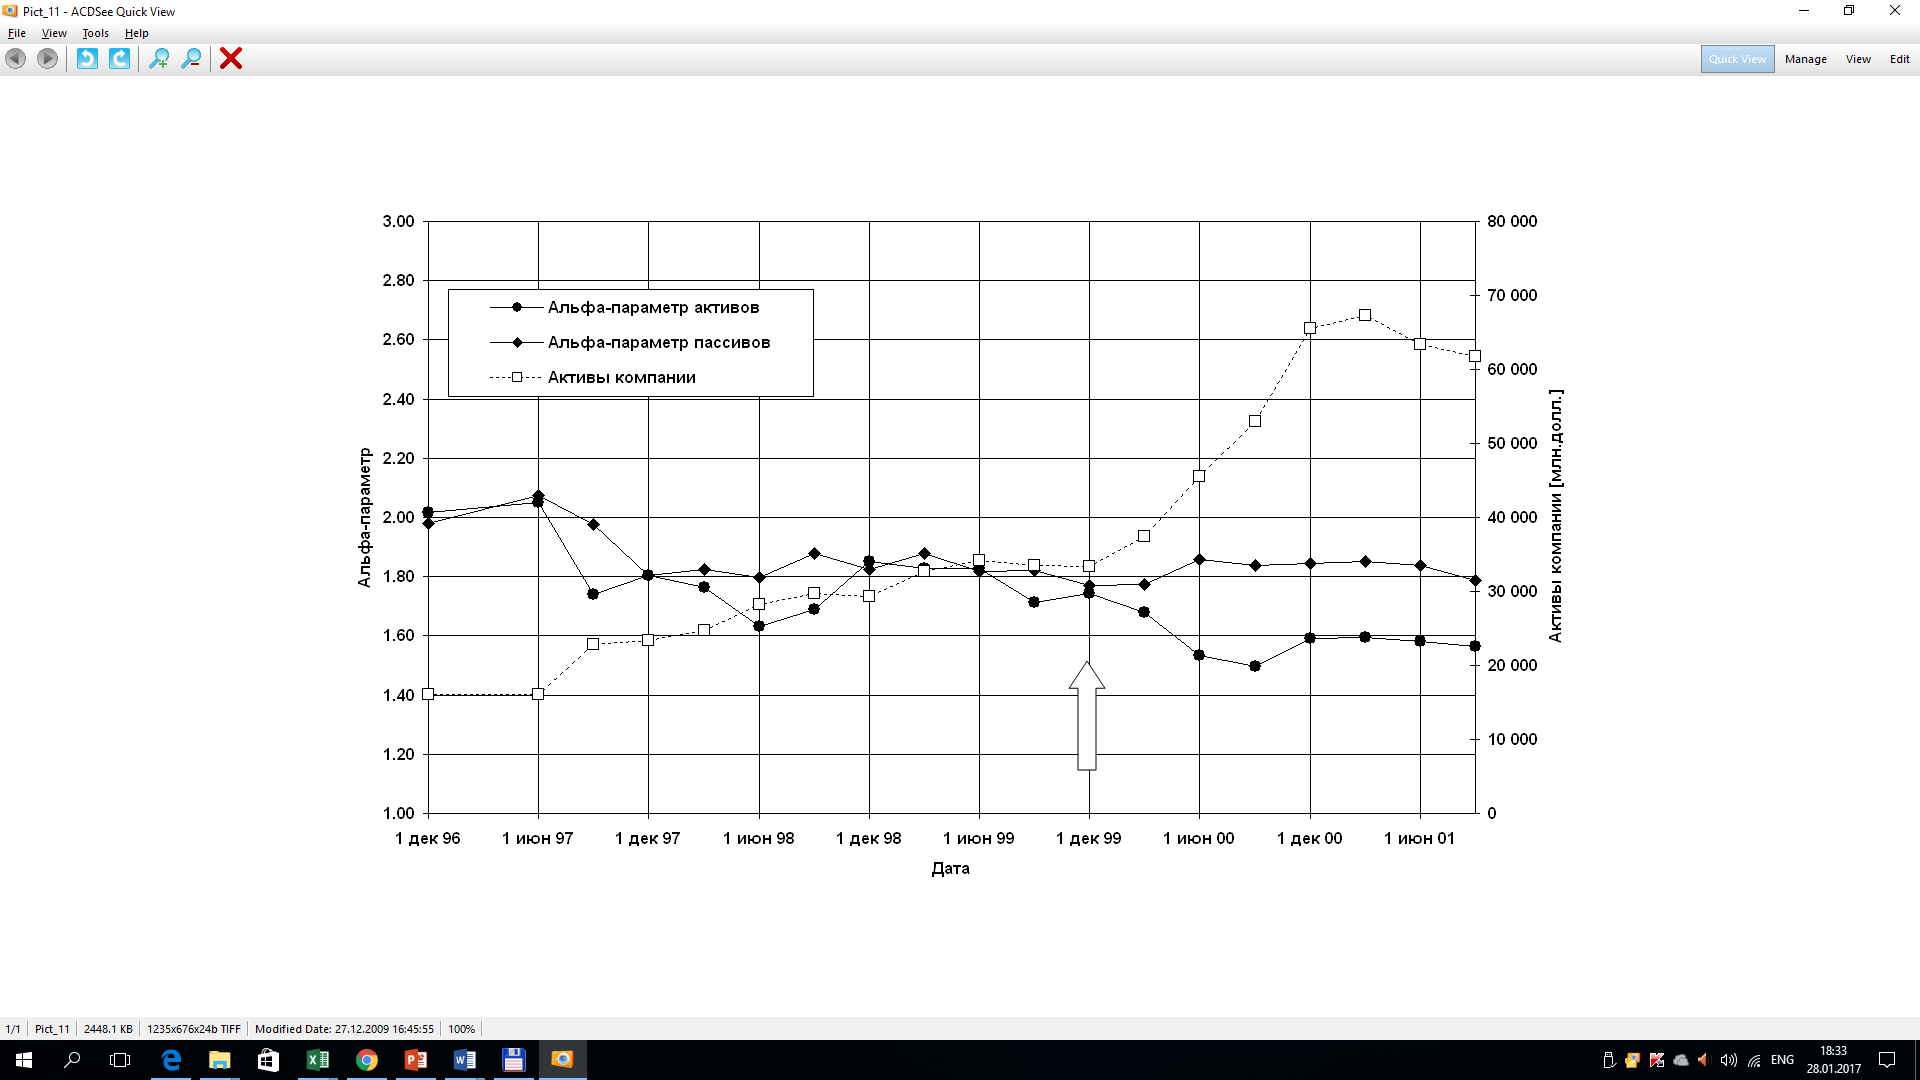 Pict_11 - ACDSee Quick View
File View Tools Help
Quick View Manage View Edit
3.00
2.80
2.60
2.40
2.20
2.00
1.80
1.60
1.40
1.20
1.00
Альфа-параметр
Альфа-параметр активов
Альфа-параметр пассивов
Активы компании
80 000
70 000
60 000
50 000
40 000
30 000
20 000
10 000
0
Активы компании [млн.долл.]
1 дек 96 1 июн 97 1 дек 97 1 июн 98 1 дек 98 1 июн 99 1 дек 99 1 июн 00 1 дек 00 1 июн 01
Дата
1/1 Pict_11 2448.1 KB 1235x676x24b TIFF Modified Date: 27.12.2009 16:45:55 100%
ENG
18:33
28.01.2017